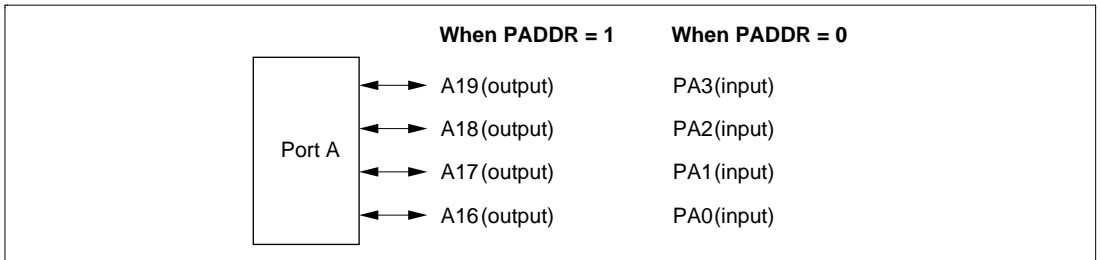 When PADDR = 1 When PADDR = 0
A19(output) PA3(input)
A18(output) PA2(input)
Port A
A17(output) PA1(input)
A16(output) PA0(input)